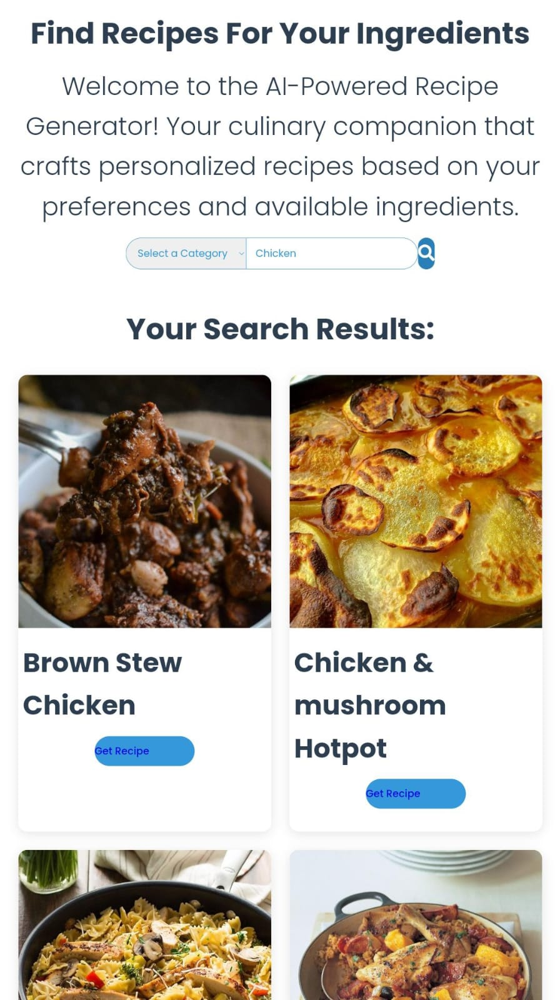 Find Recipes For Your Ingredients
Welcome to the AI-Powered Recipe
Generator! Your culinary companion that
crafts personalized recipes based on your
preferences and available ingredients.
Select a Category
Chicken
Your Search Results:
Brown Stew
Chicken
Get Recipe
Chicken &
mushroom
Hotpot
Get Recipe